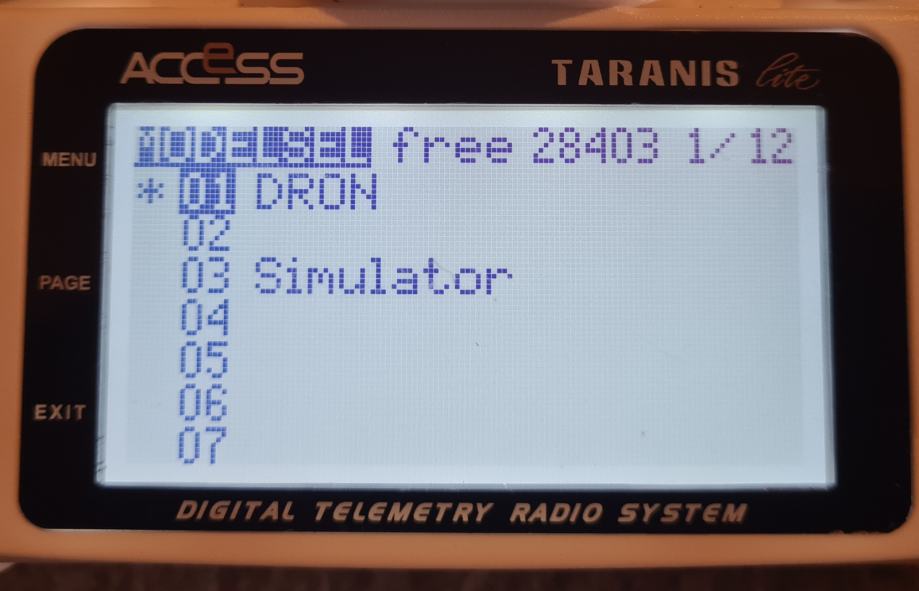 ACCeSS TARANIS lite
MENU
PAGE
EXIT
MODELSEL free 28403 1/12
* 01 DRON
02
03 Simulator
04
05
06
07
DIGITAL TELEMETRY RADIO SYSTEM